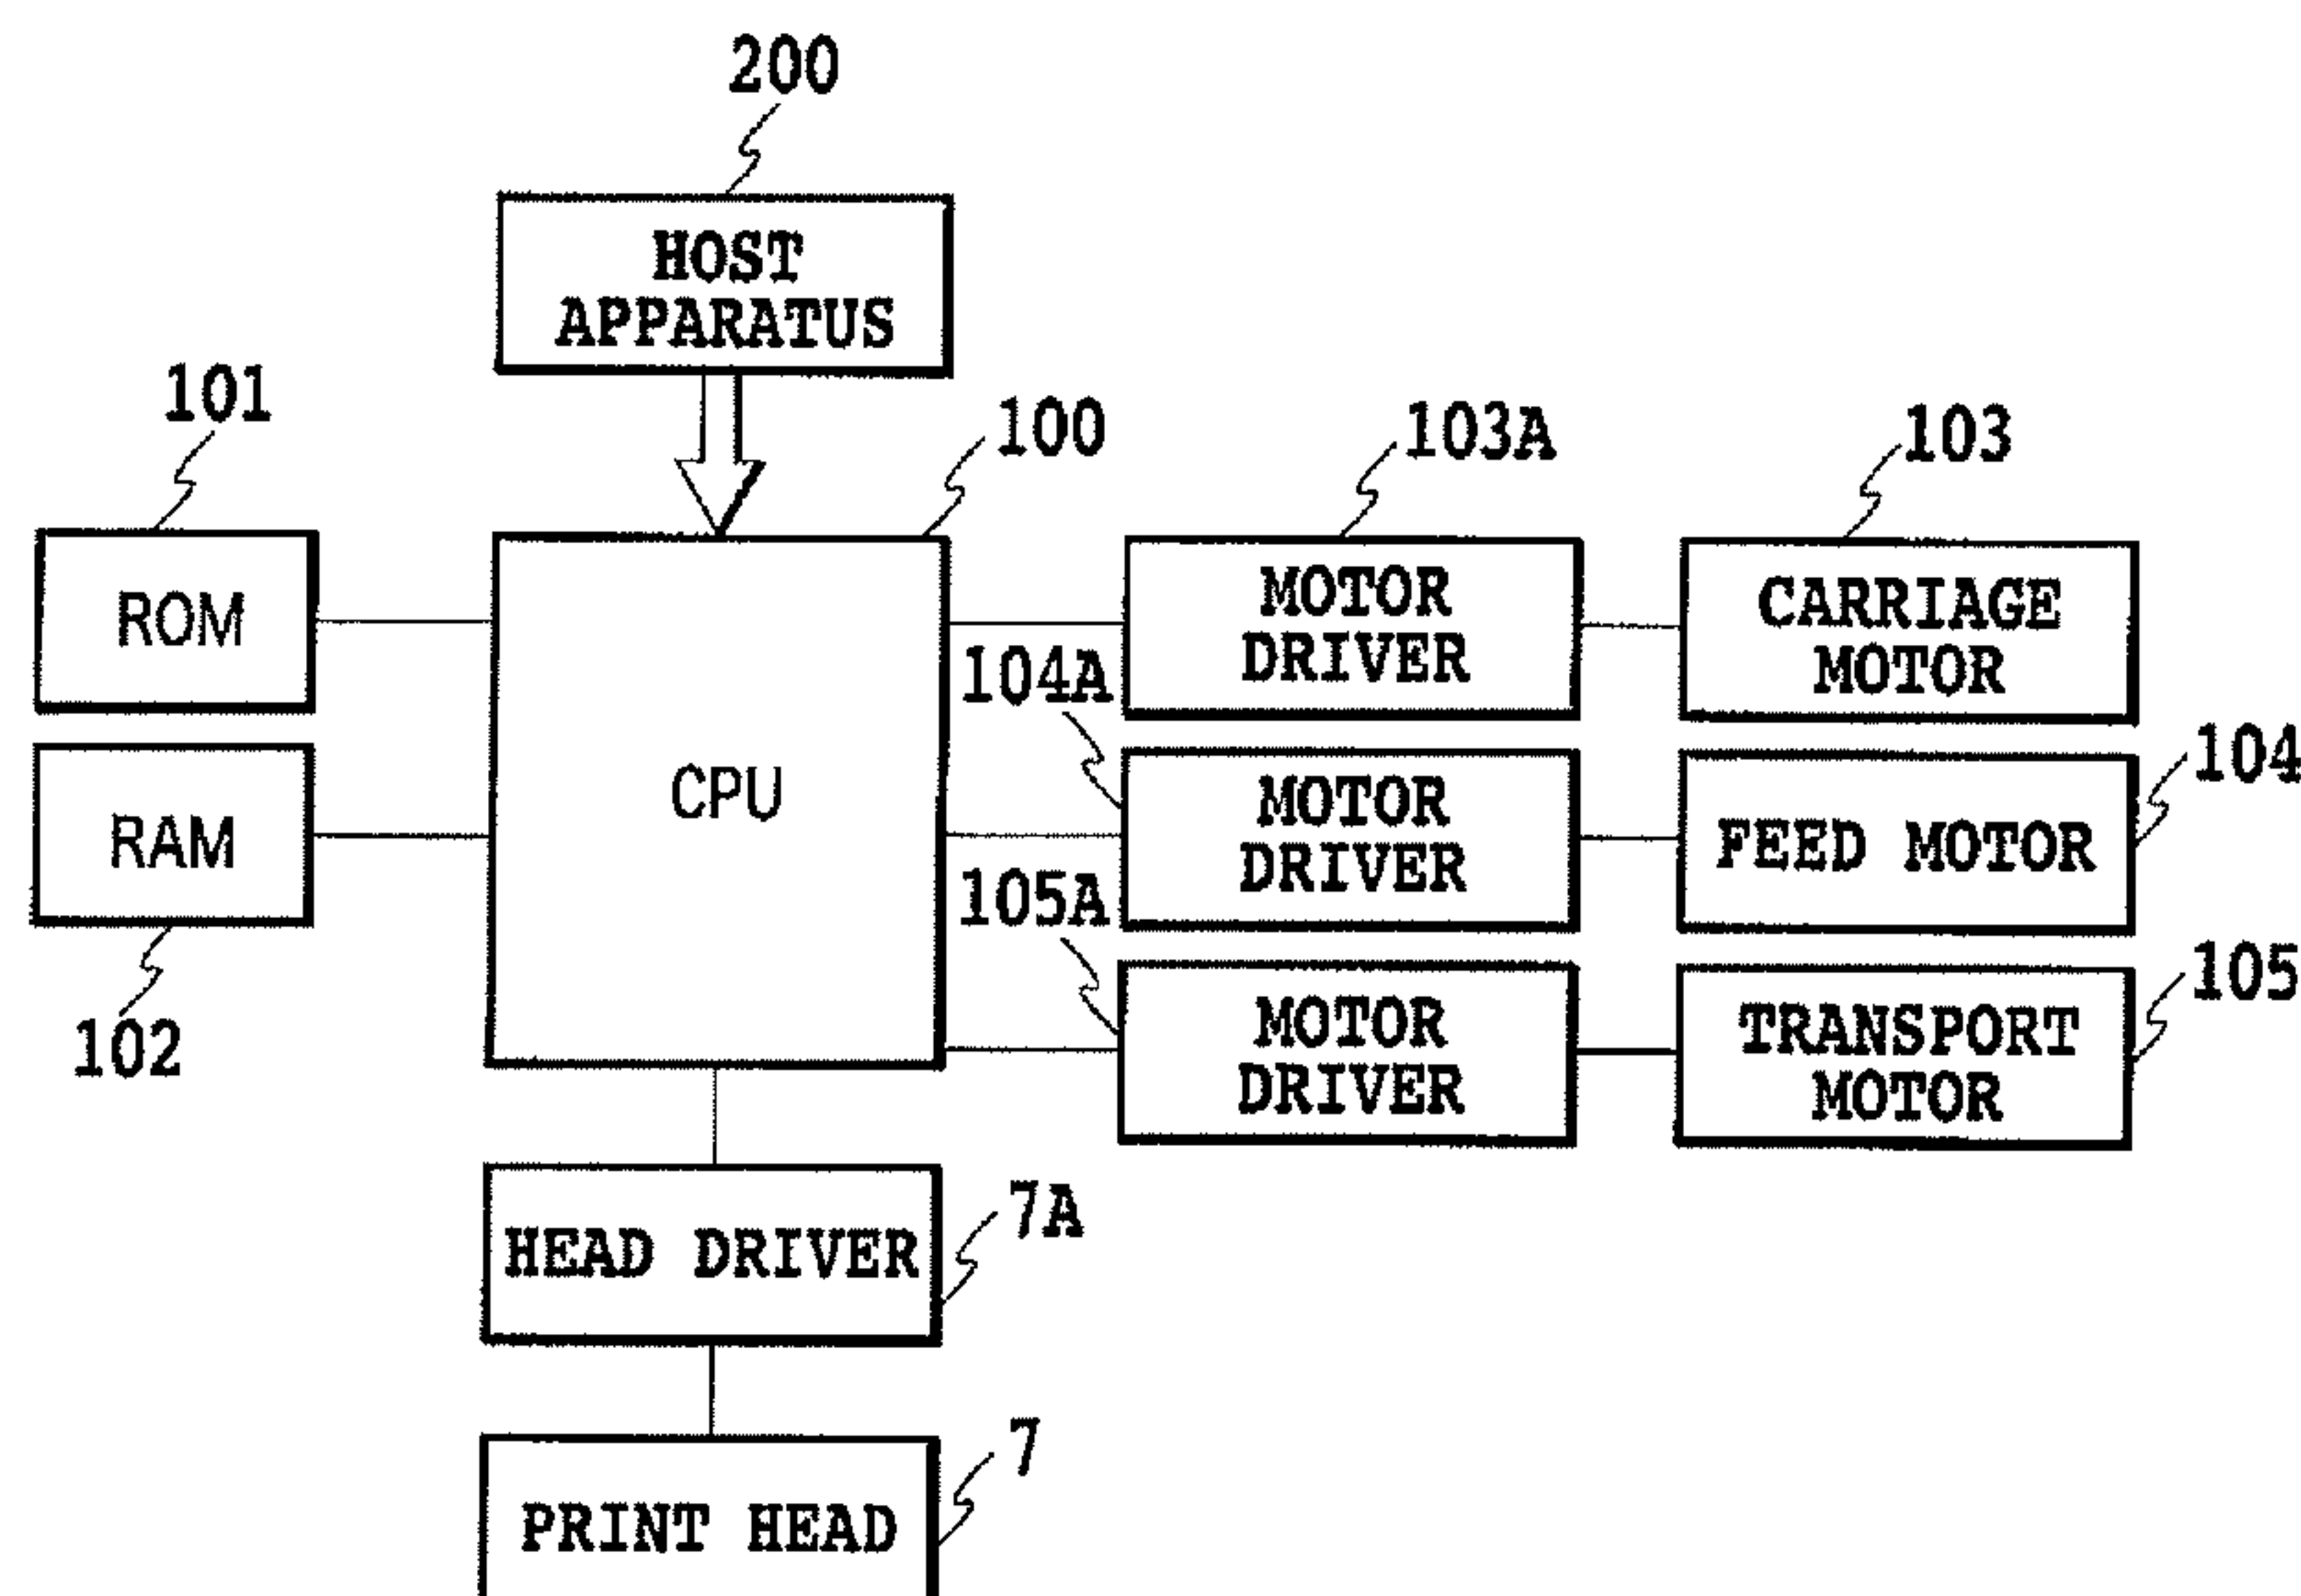 200
HOST
APPARATUS
101
100
103A
103
ROM
MOTOR
DRIVER
CARRIAGE
MOTOR
104A
104
RAM
CPU
MOTOR
DRIVER
FEED MOTOR
105A
105
102
MOTOR
DRIVER
TRANSPORT
MOTOR
7A
HEAD DRIVER
7
PRINT HEAD